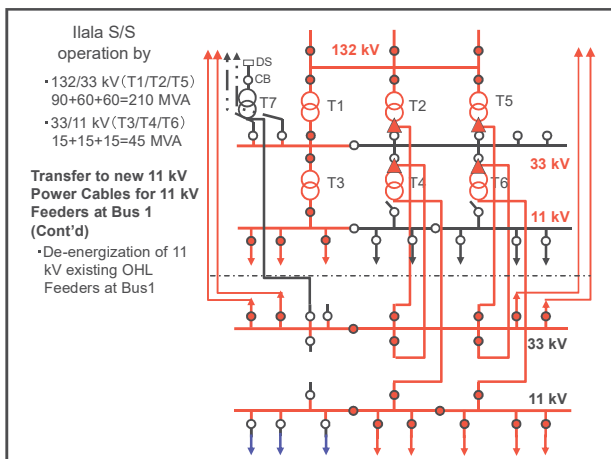 Ilala S/S
operation by
・132/33 kV(T1/T2/T5)
90+60+60=210 MVA
・33/11 kV(T3/T4/T6)
15+15+15=45 MVA
Transfer to new 11 kV
Power Cables for 11 kV
Feeders at Bus 1
(Cont’d)
・De-energization of 11
kV existing OHL
Feeders at Bus1
DS
CB
T7
132 kV
T1
T2
T5
33 kV
T3
T4
T6
11 kV
33 kV
11 kV